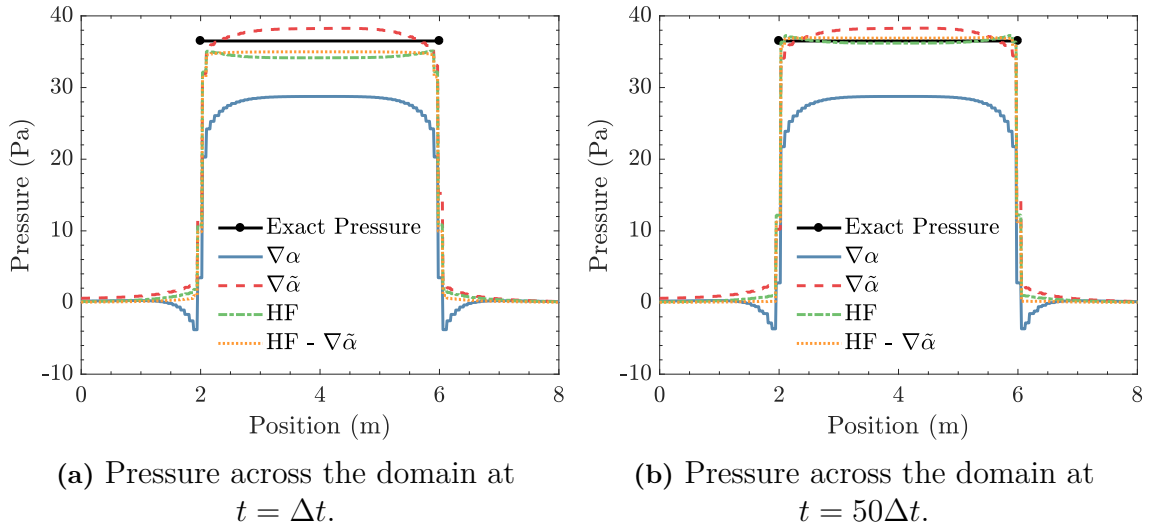 40
30
20
10
0
-10
Pressure (Pa)
Exact Pressure
∇α
∇α̃
HF
HF - ∇α̃
0 2 4 6 8
Position (m)
(a) Pressure across the domain at
t = Δt.
40
30
20
10
0
-10
Pressure (Pa)
Exact Pressure
∇α
∇α̃
HF
HF - ∇α̃
0 2 4 6 8
Position (m)
(b) Pressure across the domain at
t = 50Δt.